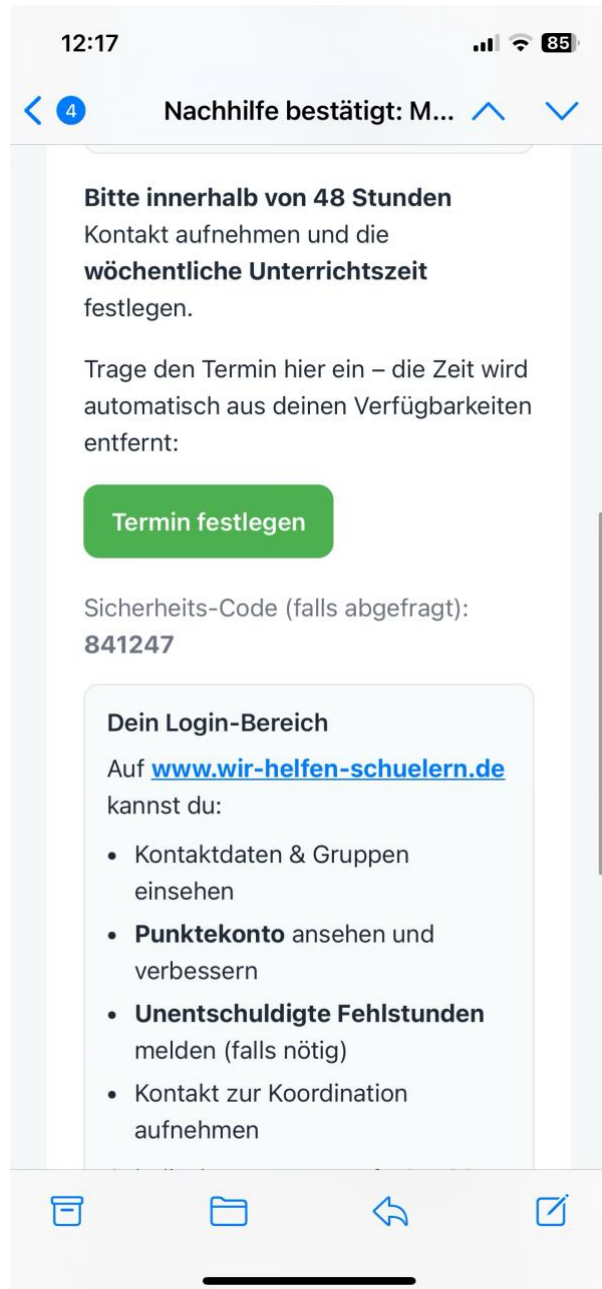 12:17
85
4
Nachhilfe bestätigt: M...
Bitte innerhalb von 48 Stunden
Kontakt aufnehmen und die
wöchentliche Unterrichtszeit
festlegen.
Trage den Termin hier ein – die Zeit wird
automatisch aus deinen Verfügbarkeiten
entfernt:
Termin festlegen
Sicherheits-Code (falls abgefragt):
841247
Dein Login-Bereich
Auf www.wir-helfen-schuelern.de
kannst du:
• Kontaktdaten & Gruppen
einsehen
• Punktekonto ansehen und
verbessern
• Unentschuldigte Fehlstunden
melden (falls nötig)
• Kontakt zur Koordination
aufnehmen